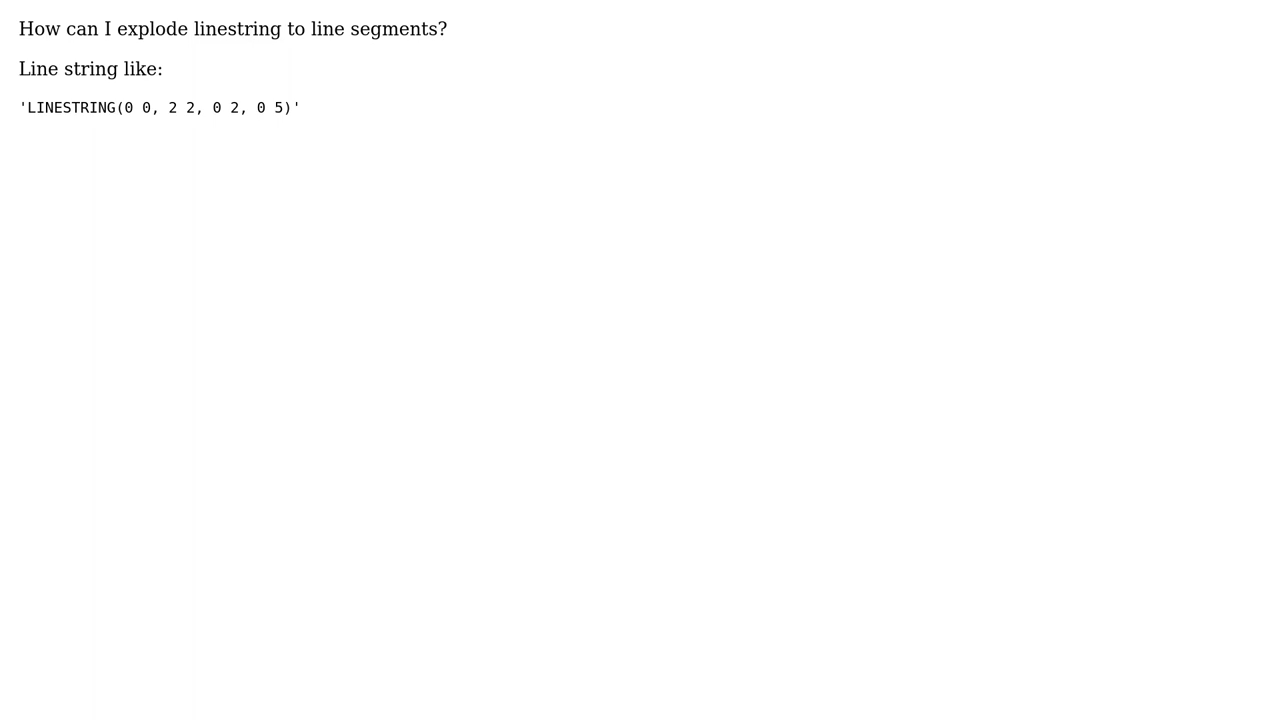 How can I explode linestring to line segments?
Line string like:
'LINESTRING(0 0, 2 2, 0 2, 0 5)'